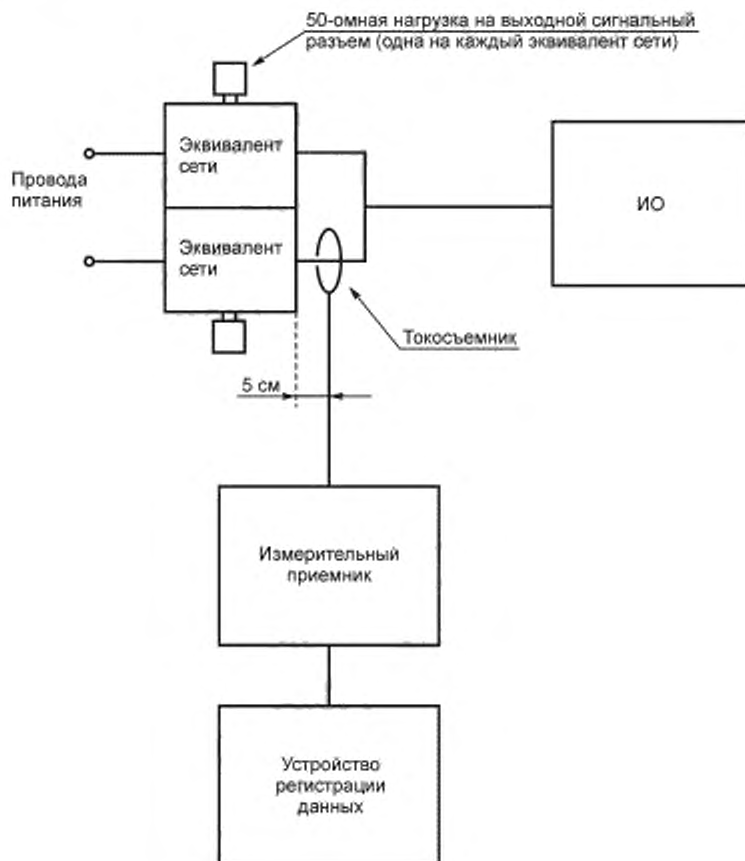 50-омная нагрузка на выходной сигнальный
разъем (одна на каждый эквивалент сети)
Эквивалент
сети
Провода
питания
ИО
Эквивалент
сети
Токосъемник
5 см
Измерительный
приемник
Устройство
регистрации
данных